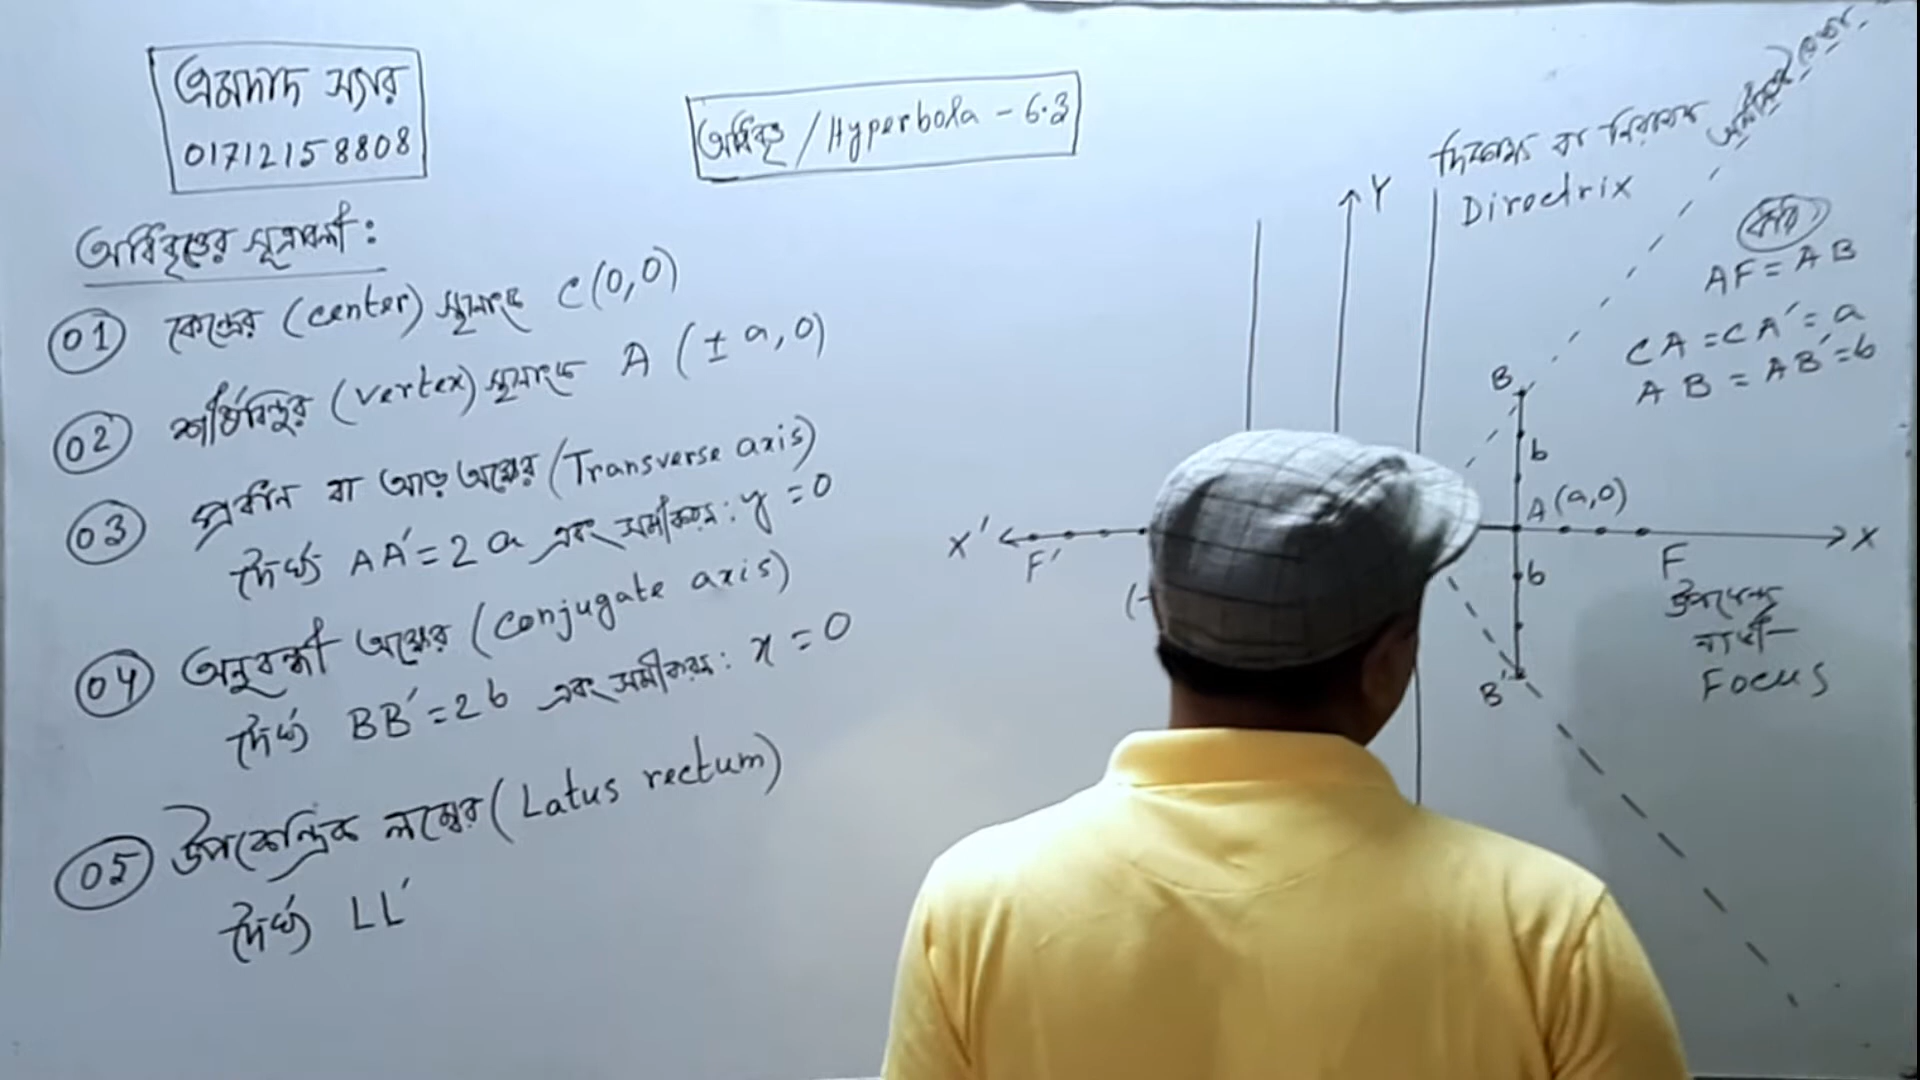 এমদাদ স্যার
01712158808
অধিবৃত্ত / Hyperbola - 6.2
অধিবৃত্তের সূত্রাবলী :
01 কেন্দ্রের (center) স্থানাংক C(0,0)
02 শীর্ষবিন্দুর (vertex) স্থানাংক A (± a, 0)
03 প্রধান বা আড় অক্ষের (Transverse axis)
দৈর্ঘ্য AA′ = 2a এবং সমীকরণ : y = 0
04 অনুবন্ধী অক্ষের (conjugate axis)
দৈর্ঘ্য BB′ = 2b এবং সমীকরণ : x = 0
05 উপকেন্দ্রিক লম্বের (Latus rectum)
দৈর্ঘ্য LL′
দিকাক্ষ বা নিয়ামক
Directrix
Y
ধরি
AF = AB
CA = CA′ = a
AB = AB′ = b
B
b
A (a,0)
X′
F′
(-
X
F
b
B′
উপকেন্দ্র
বা
Focus